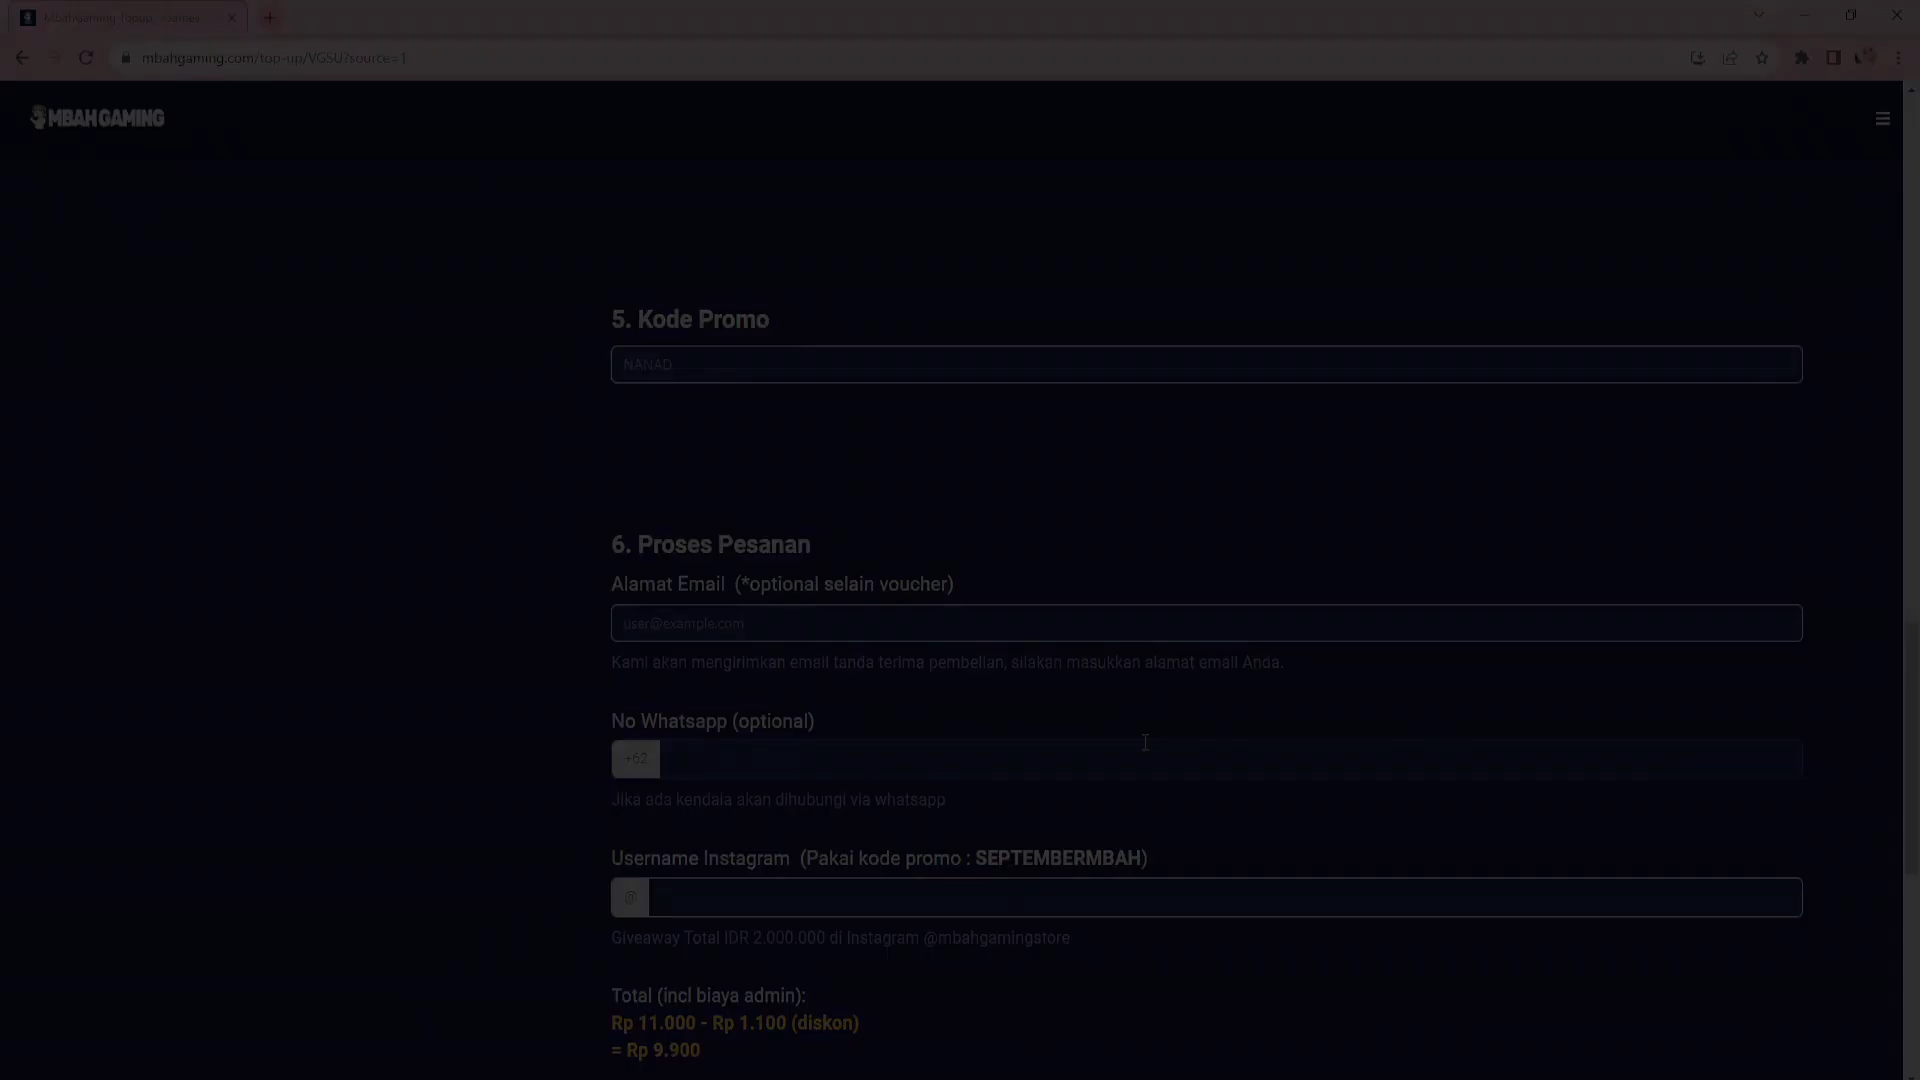 MbahGaming Topup - Games
mbahgaming.com/top-up/VGSU?source=1
MBAH GAMING
5. Kode Promo
NANAD
6. Proses Pesanan
Alamat Email (*optional selain voucher)
user@example.com
Kami akan mengirimkan email tanda terima pembelian, silakan masukkan alamat email Anda.
No Whatsapp (optional)
+62
Jika ada kendala akan dihubungi via whatsapp
Username Instagram (Pakai kode promo : SEPTEMBERMBAH)
@
Giveaway Total IDR 2.000.000 di Instagram @mbahgamingstore
Total (incl biaya admin):
Rp 11.000 - Rp 1.100 (diskon)
= Rp 9.900